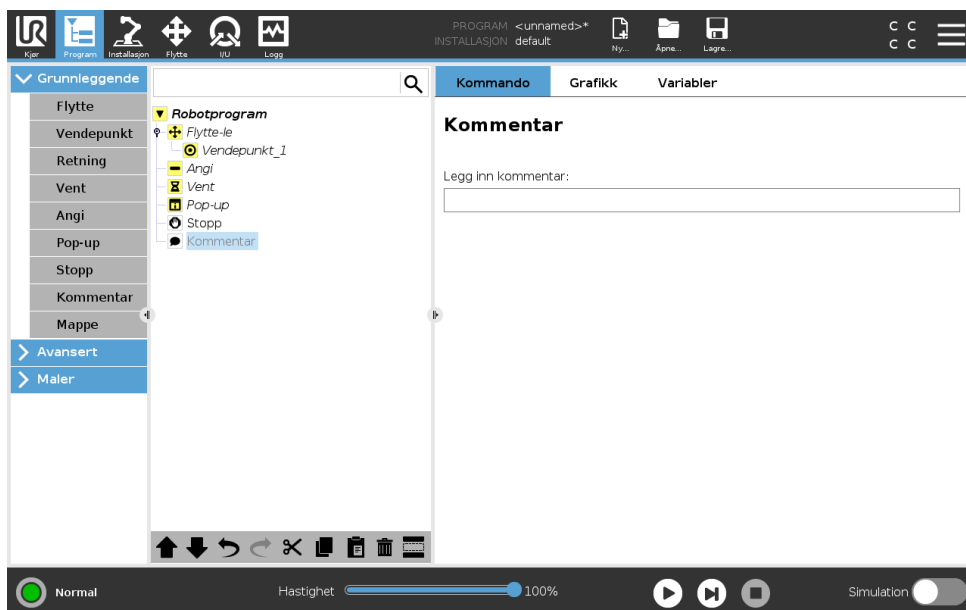 PROGRAM <unnamed>*
INSTALLASJON default
C C
C C
Kjør Program Installasjon Flytte I/U Logg
Ny... Åpne... Lagre...
Grunnleggende
Flytte
Vendepunkt
Retning
Vent
Angi
Pop-up
Stopp
Kommentar
Mappe
Avansert
Maler
Robotprogram
Flytte-le
Vendepunkt_1
Angi
Vent
Pop-up
Stopp
Kommentar
Kommando Grafikk Variabler
Kommentar
Legg inn kommentar:
Normal
Hastighet 100%
Simulation